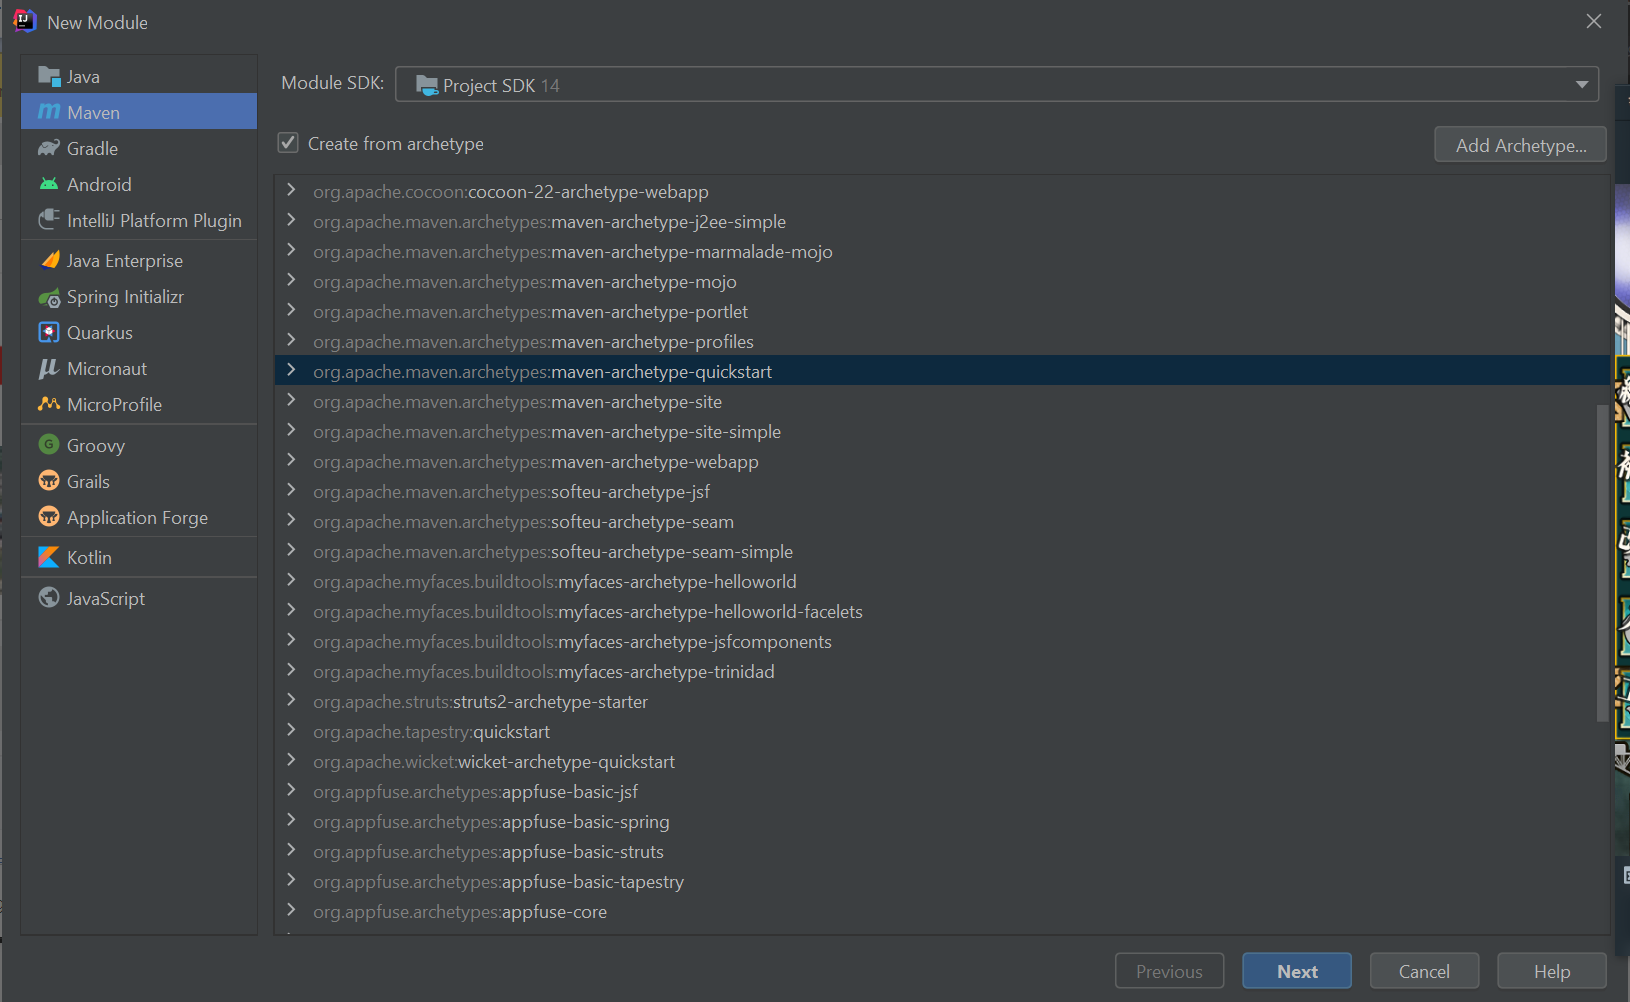 New Module
Java
Maven
Gradle
Android
IntelliJ Platform Plugin
Java Enterprise
Spring Initializr
Quarkus
Micronaut
MicroProfile
Groovy
Grails
Application Forge
Kotlin
JavaScript
Module SDK: Project SDK 14
Create from archetype
Add Archetype...
org.apache.cocoon:cocoon-22-archetype-webapp
org.apache.maven.archetypes:maven-archetype-j2ee-simple
org.apache.maven.archetypes:maven-archetype-marmalade-mojo
org.apache.maven.archetypes:maven-archetype-mojo
org.apache.maven.archetypes:maven-archetype-portlet
org.apache.maven.archetypes:maven-archetype-profiles
org.apache.maven.archetypes:maven-archetype-quickstart
org.apache.maven.archetypes:maven-archetype-site
org.apache.maven.archetypes:maven-archetype-site-simple
org.apache.maven.archetypes:maven-archetype-webapp
org.apache.maven.archetypes:softeu-archetype-jsf
org.apache.maven.archetypes:softeu-archetype-seam
org.apache.maven.archetypes:softeu-archetype-seam-simple
org.apache.myfaces.buildtools:myfaces-archetype-helloworld
org.apache.myfaces.buildtools:myfaces-archetype-helloworld-facelets
org.apache.myfaces.buildtools:myfaces-archetype-jsfcomponents
org.apache.myfaces.buildtools:myfaces-archetype-trinidad
org.apache.struts:struts2-archetype-starter
org.apache.tapestry:quickstart
org.apache.wicket:wicket-archetype-quickstart
org.appfuse.archetypes:appfuse-basic-jsf
org.appfuse.archetypes:appfuse-basic-spring
org.appfuse.archetypes:appfuse-basic-struts
org.appfuse.archetypes:appfuse-basic-tapestry
org.appfuse.archetypes:appfuse-core
Previous
Next
Cancel
Help